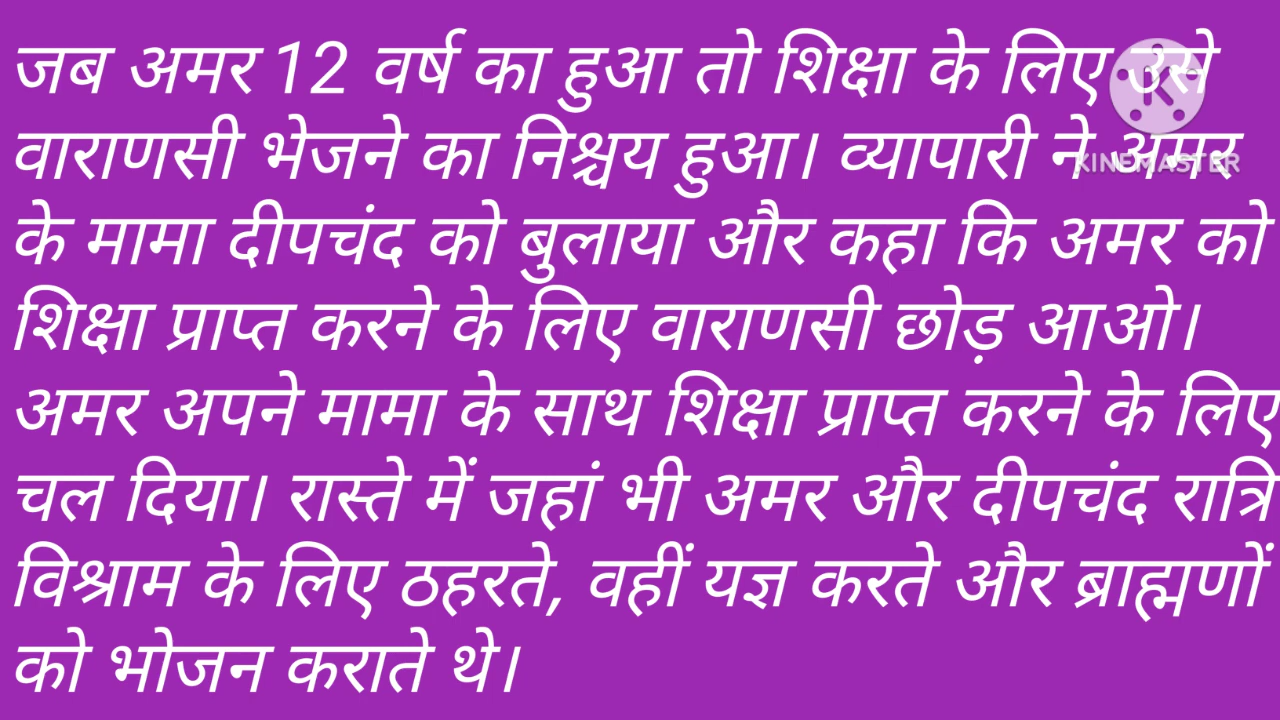 जब अमर 12 वर्ष का हुआ तो शिक्षा के लिए उसे
वाराणसी भेजने का निश्चय हुआ। व्यापारी ने अमर
के मामा दीपचंद को बुलाया और कहा कि अमर को
शिक्षा प्राप्त करने के लिए वाराणसी छोड़ आओ।
अमर अपने मामा के साथ शिक्षा प्राप्त करने के लिए
चल दिया। रास्ते में जहां भी अमर और दीपचंद रात्रि
विश्राम के लिए ठहरते, वहीं यज्ञ करते और ब्राह्मणों
को भोजन कराते थे।
K
KINEMASTER